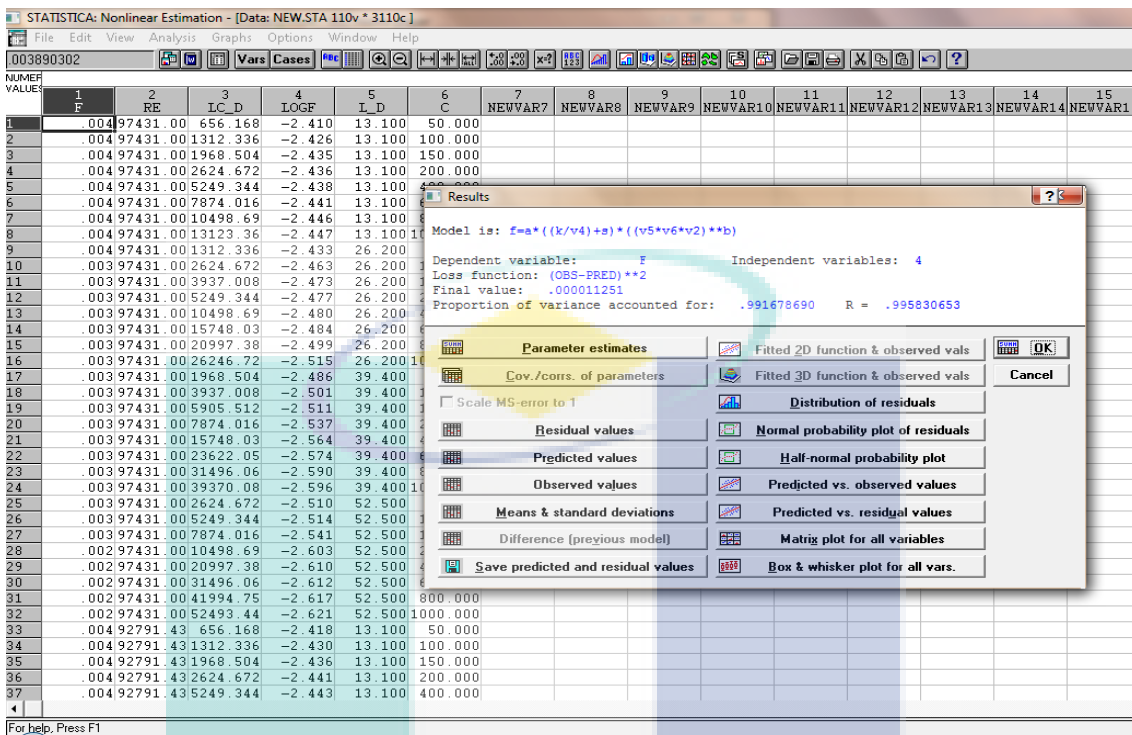 STATISTICA: Nonlinear Estimation - [Data: NEW.STA 110v * 3110c ]
File Edit View Analysis Graphs Options Window Help
.003890302 Vars Cases ABC
NUMER
VALUES
1 2 3 4 5 6 7 8 9 10 11 12 13 14 15
F RE LC_D LOGF L_D C NEWVAR7 NEWVAR8 NEWVAR9 NEWVAR10 NEWVAR11 NEWVAR12 NEWVAR13 NEWVAR14 NEWVAR1
1 .004 97431.00 656.168 -2.410 13.100 50.000
2 .004 97431.00 1312.336 -2.426 13.100 100.000
3 .004 97431.00 1968.504 -2.435 13.100 150.000
4 .004 97431.00 2624.672 -2.436 13.100 200.000
5 .004 97431.00 5249.344 -2.438 13.100
6 .004 97431.00 7874.016 -2.441 13.100
7 .004 97431.00 10498.69 -2.446 13.100
8 .004 97431.00 13123.36 -2.447 13.100
9 .004 97431.00 1312.336 -2.433 26.200
10 .003 97431.00 2624.672 -2.463 26.200
11 .003 97431.00 3937.008 -2.473 26.200
12 .003 97431.00 5249.344 -2.477 26.200
13 .003 97431.00 10498.69 -2.480 26.200
14 .003 97431.00 15748.03 -2.484 26.200
15 .003 97431.00 20997.38 -2.499 26.200
16 .003 97431.00 26246.72 -2.515 26.200
17 .003 97431.00 1968.504 -2.486 39.400
18 .003 97431.00 3937.008 -2.501 39.400
19 .003 97431.00 5905.512 -2.511 39.400
20 .003 97431.00 7874.016 -2.537 39.400
21 .003 97431.00 15748.03 -2.564 39.400
22 .003 97431.00 23622.05 -2.574 39.400
23 .003 97431.00 31496.06 -2.590 39.400
24 .003 97431.00 39370.08 -2.596 39.400
25 .003 97431.00 2624.672 -2.510 52.500
26 .003 97431.00 5249.344 -2.514 52.500
27 .003 97431.00 7874.016 -2.541 52.500
28 .002 97431.00 10498.69 -2.603 52.500
29 .002 97431.00 20997.38 -2.610 52.500
30 .002 97431.00 31496.06 -2.612 52.500
31 .002 97431.00 41994.75 -2.617 52.500 800.000
32 .002 97431.00 52493.44 -2.621 52.500 1000.000
33 .004 92791.43 656.168 -2.418 13.100 50.000
34 .004 92791.43 1312.336 -2.430 13.100 100.000
35 .004 92791.43 1968.504 -2.436 13.100 150.000
36 .004 92791.43 2624.672 -2.441 13.100 200.000
37 .004 92791.43 5249.344 -2.443 13.100 400.000
Results
Model is: f=a*((k/v4)+s)*((v5*v6*v2)**b)
Dependent variable: F Independent variables: 4
Loss function: (OBS-PRED)**2
Final value: .000011251
Proportion of variance accounted for: .991678690 R = .995830653
Parameter estimates Fitted 2D function & observed vals OK
Cov./corrs. of parameters Fitted 3D function & observed vals Cancel
Scale MS-error to 1 Distribution of residuals
Residual values Normal probability plot of residuals
Predicted values Half-normal probability plot
Observed values Predicted vs. observed values
Means & standard deviations Predicted vs. residual values
Difference (previous model) Matrix plot for all variables
Save predicted and residual values Box & whisker plot for all vars.
For help, Press F1